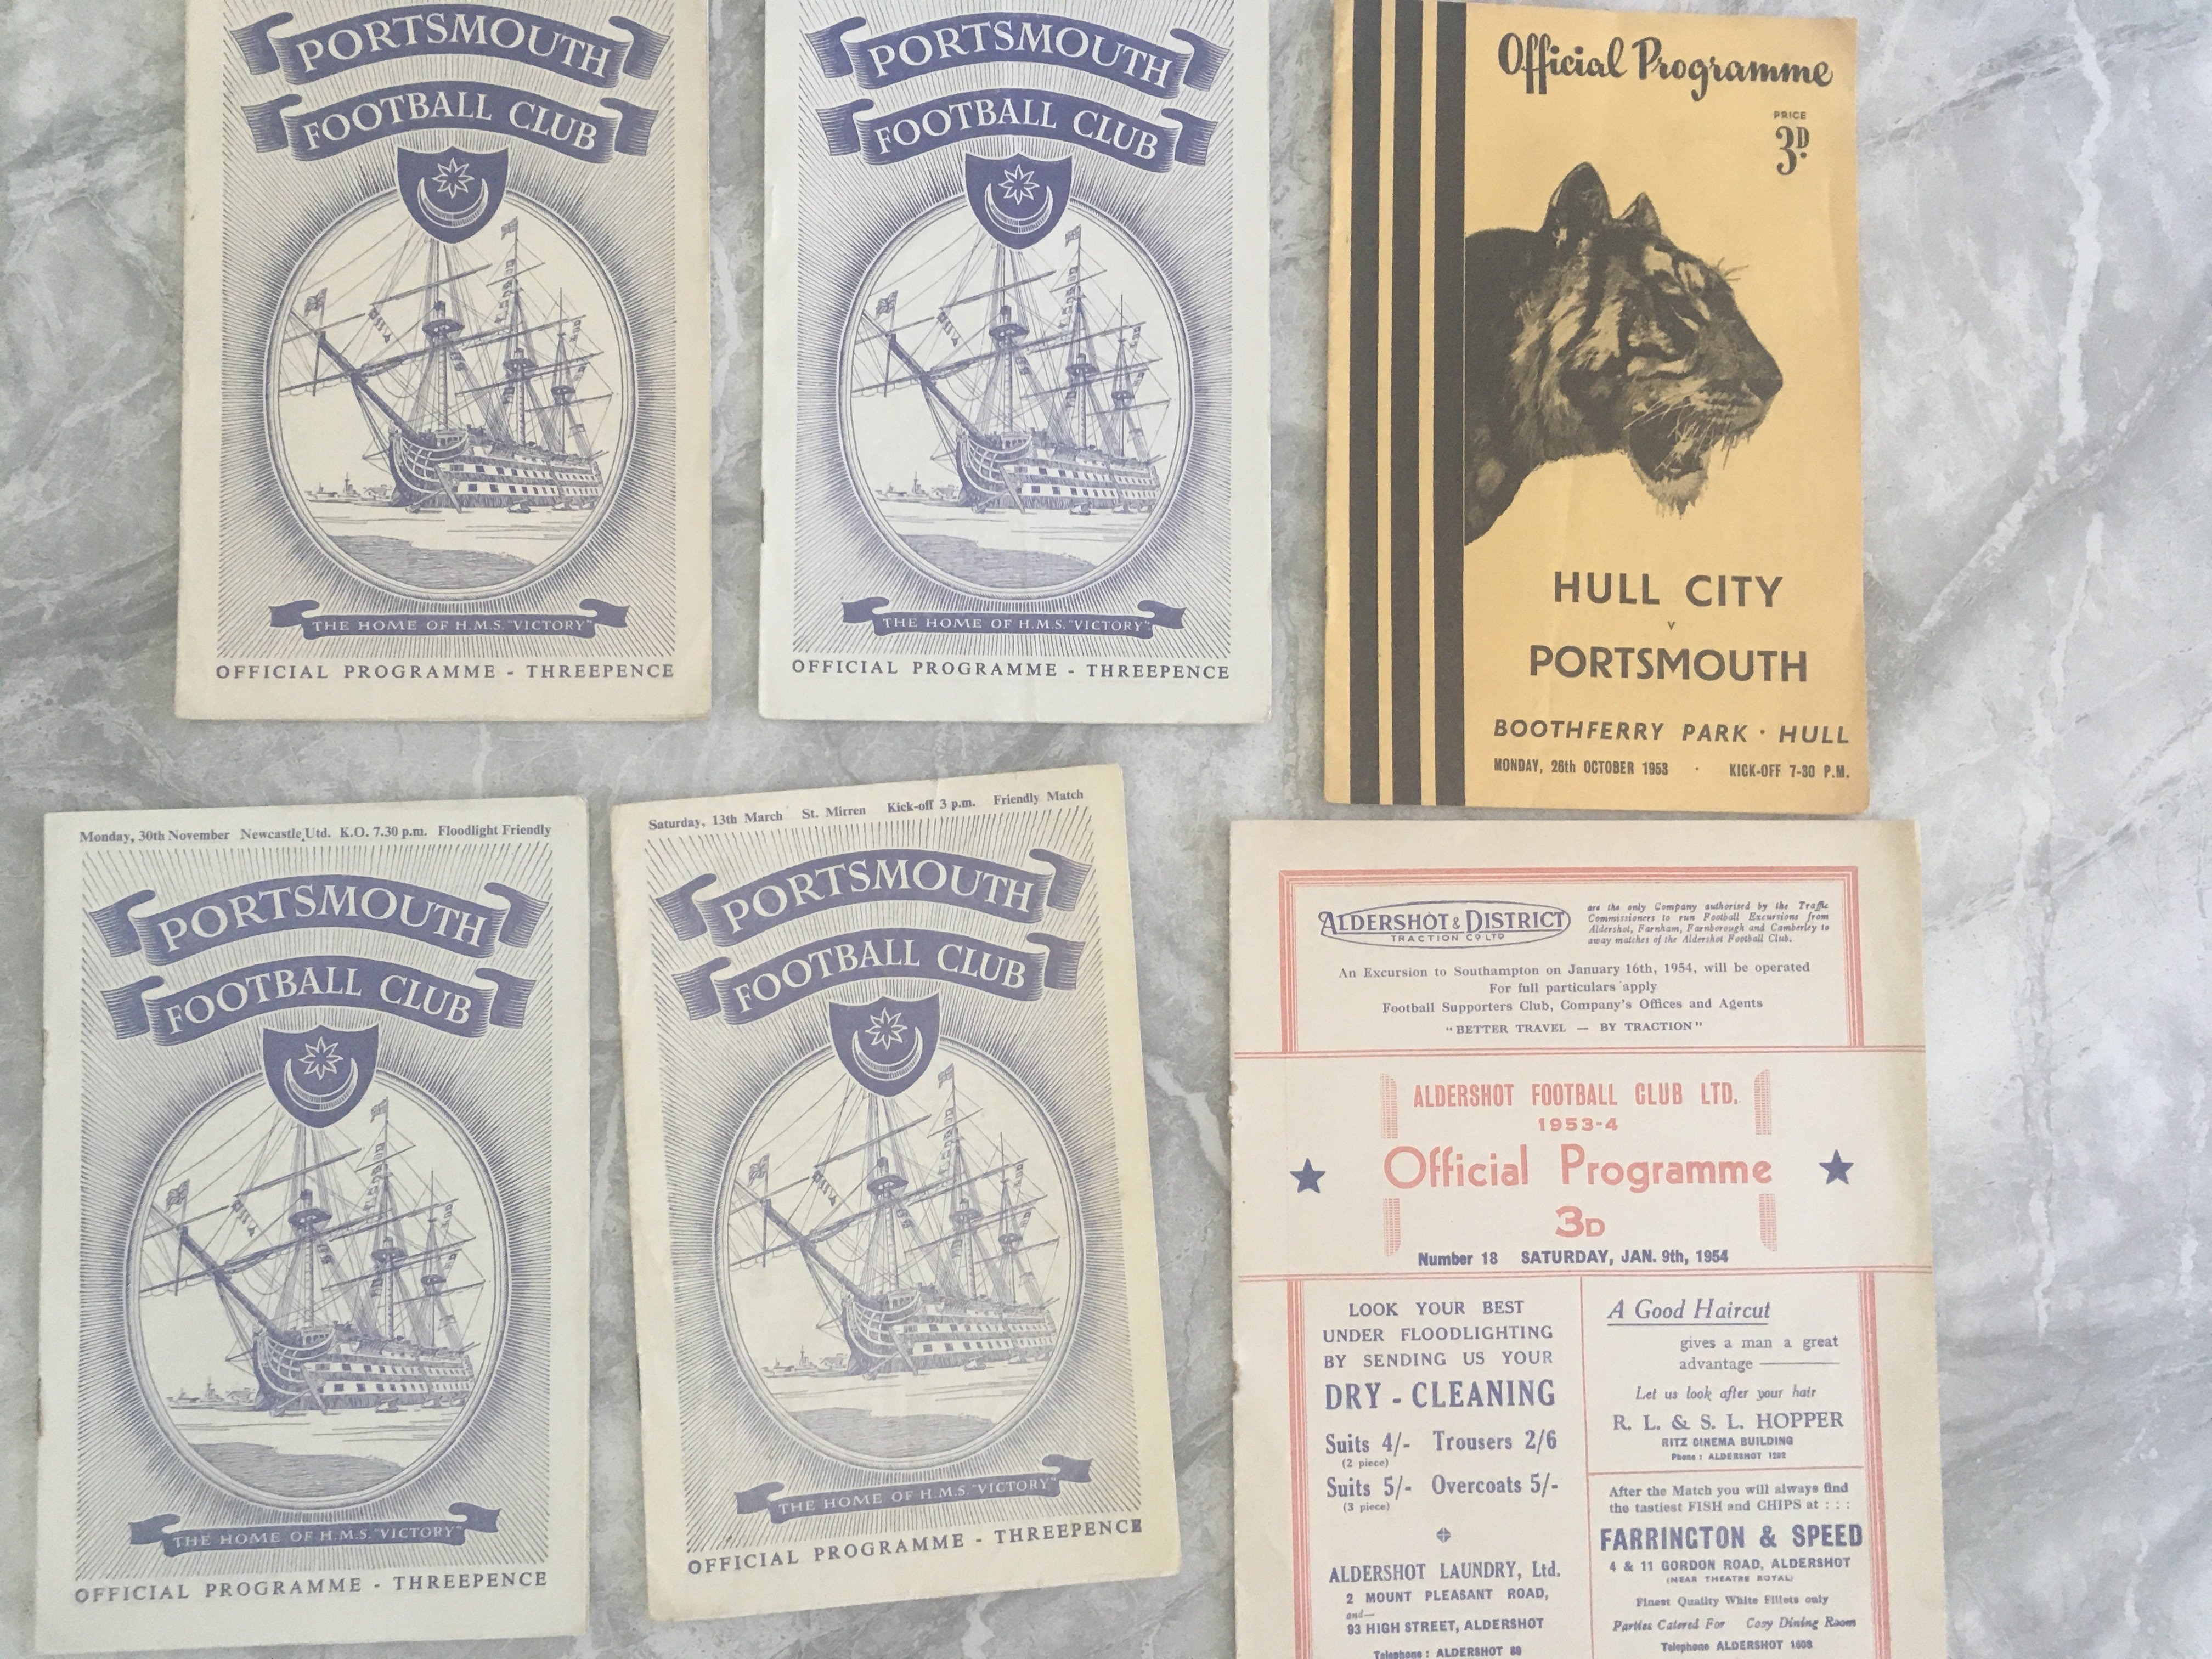 PORTSMOUTH
FOOTBALL CLUB
THE HOME OF H.M.S. "VICTORY"
OFFICIAL PROGRAMME - THREEPENCE
PORTSMOUTH
FOOTBALL CLUB
THE HOME OF H.M.S. "VICTORY"
OFFICIAL PROGRAMME - THREEPENCE
Official Programme
PRICE
3D.
HULL CITY
v
PORTSMOUTH
BOOTHFERRY PARK · HULL
MONDAY, 26th OCTOBER 1953 · KICK-OFF 7-30 P.M.
Monday, 30th November Newcastle Utd. K.O. 7.30 p.m. Floodlight Friendly
PORTSMOUTH
FOOTBALL CLUB
THE HOME OF H.M.S. "VICTORY"
OFFICIAL PROGRAMME - THREEPENCE
Saturday, 13th March St. Mirren Kick-off 3 p.m. Friendly Match
PORTSMOUTH
FOOTBALL CLUB
THE HOME OF H.M.S. "VICTORY"
OFFICIAL PROGRAMME - THREEPENCE
ALDERSHOT & DISTRICT
TRACTION CO LTD
are the only Company authorised by the Traffic
Commissioners to run Football Excursions from
Aldershot, Farnham, Farnborough and Camberley to
away matches of the Aldershot Football Club.
An Excursion to Southampton on January 16th, 1954, will be operated
For full particulars apply
Football Supporters Club, Company's Offices and Agents
"BETTER TRAVEL — BY TRACTION"
ALDERSHOT FOOTBALL CLUB LTD.
1953-4
Official Programme
3D
Number 18 SATURDAY, JAN. 9th, 1954
LOOK YOUR BEST
UNDER FLOODLIGHTING
BY SENDING US YOUR
DRY - CLEANING
Suits 4/- Trousers 2/6
(2 piece)
Suits 5/- Overcoats 5/-
(3 piece)
ALDERSHOT LAUNDRY, Ltd.
2 MOUNT PLEASANT ROAD,
and—
93 HIGH STREET, ALDERSHOT
Telephone : ALDERSHOT 80
A Good Haircut
gives a man a great
advantage
Let us look after your hair
R. L. & S. L. HOPPER
RITZ CINEMA BUILDING
Phone : ALDERSHOT 1282
After the Match you will always find
the tastiest FISH and CHIPS at : : :
FARRINGTON & SPEED
4 & 11 GORDON ROAD, ALDERSHOT
(NEAR THEATRE ROYAL)
Finest Quality White Fillets only
Parties Catered For Cosy Dining Room
Telephone ALDERSHOT 1608